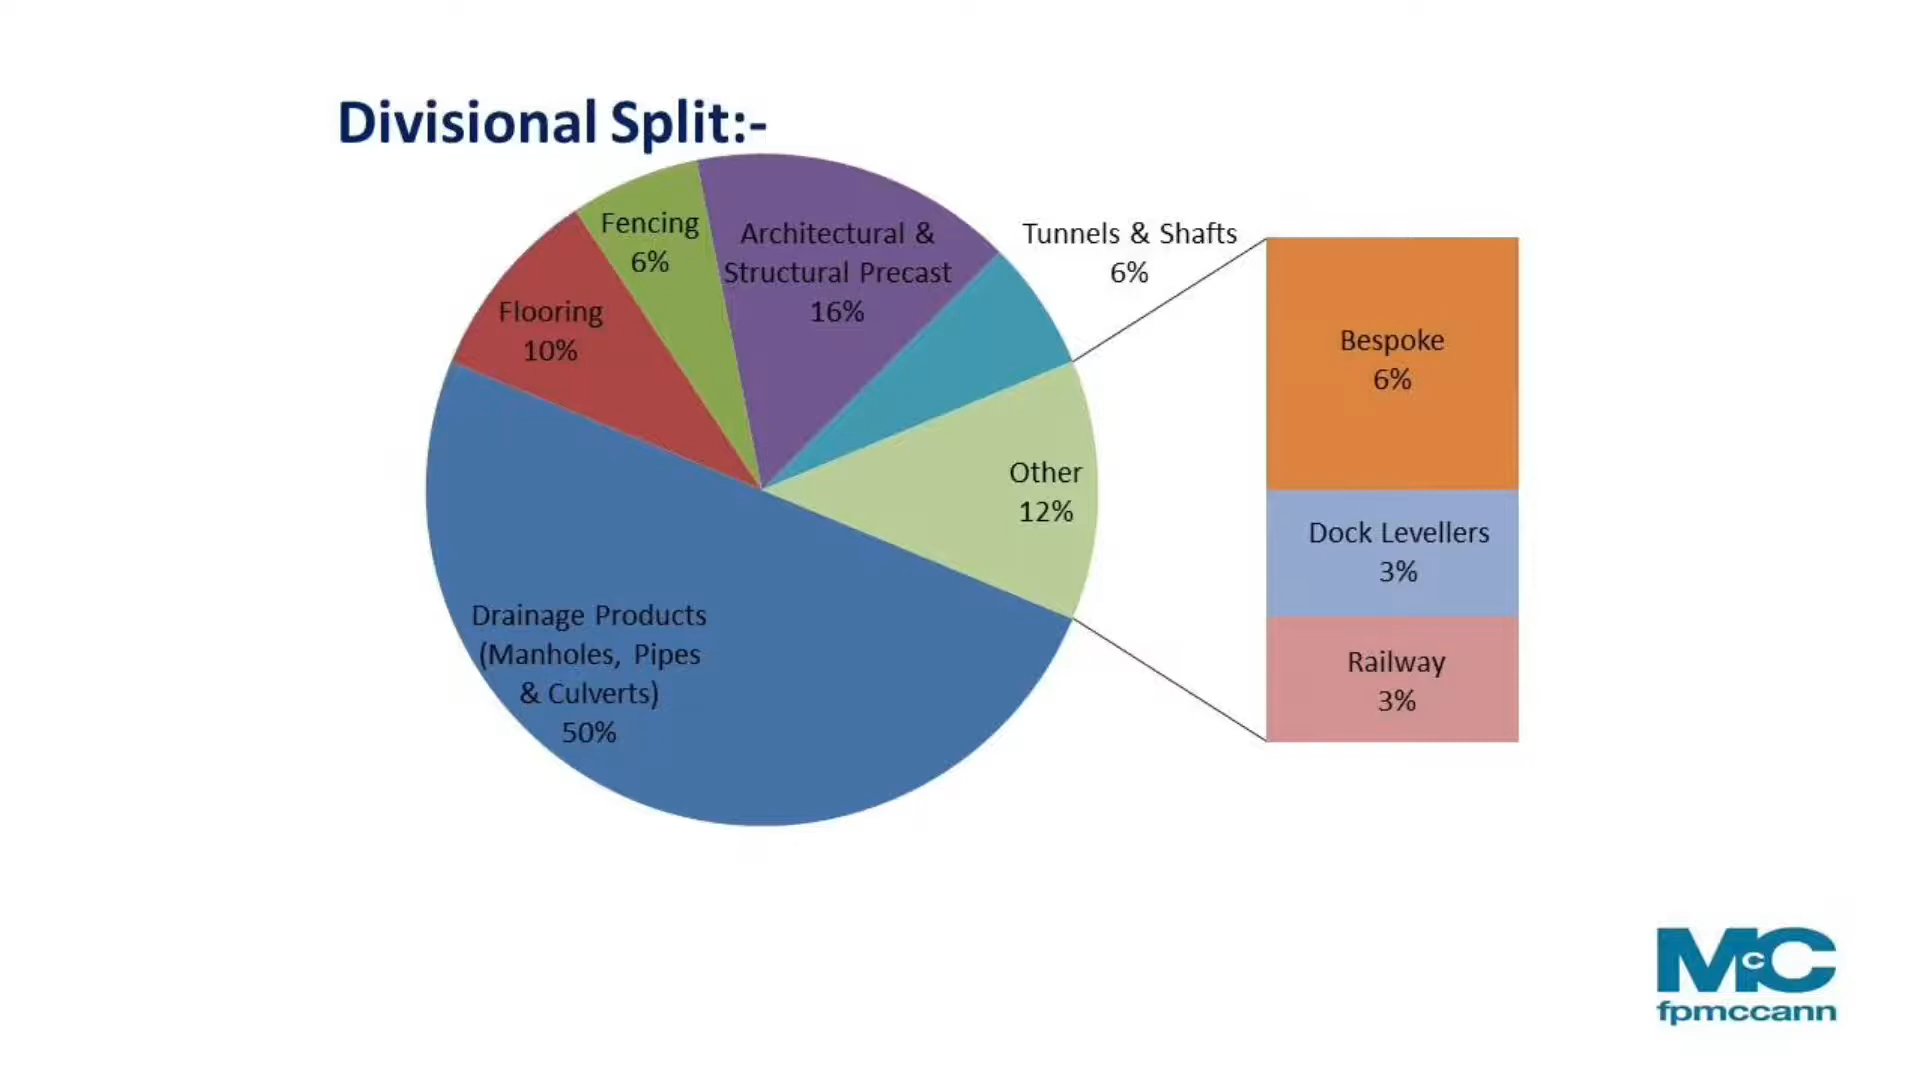 Divisional Split:-
Fencing
6%
Architectural &
Structural Precast
16%
Tunnels & Shafts
6%
Flooring
10%
Bespoke
6%
Other
12%
Dock Levellers
3%
Drainage Products
(Manholes, Pipes
& Culverts)
50%
Railway
3%
McC
fpmccann